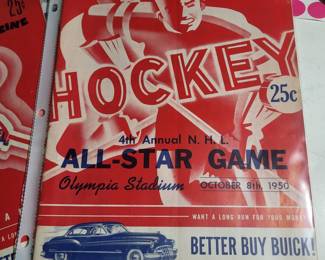 25¢
HOCKEY
25c
4th Annual N. H. L.
ALL-STAR GAME
Olympia Stadium
OCTOBER 8th, 1950
WANT A LONG RUN FOR YOUR MONEY
BETTER BUY BUICK!